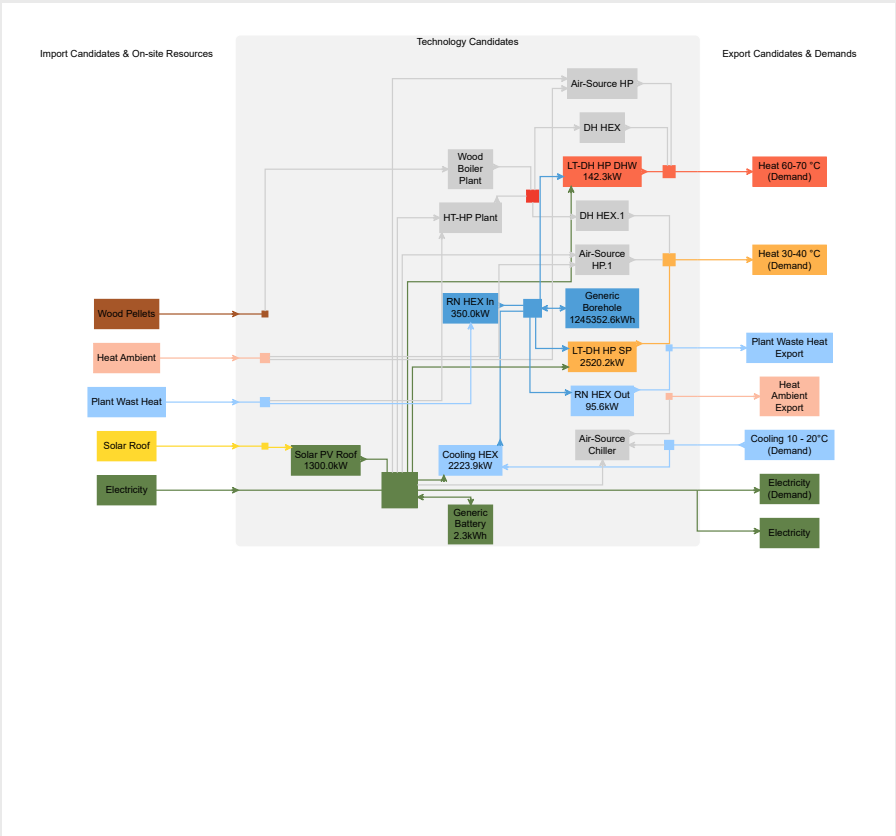 Import Candidates & On-site Resources
Technology Candidates
Export Candidates & Demands
Air-Source HP
DH HEX
Wood
Boiler
Plant
LT-DH HP DHW
142.3kW
Heat 60-70 °C
(Demand)
HT-HP Plant
DH HEX.1
Air-Source
HP.1
Heat 30-40 °C
(Demand)
Wood Pellets
RN HEX In
350.0kW
Generic
Borehole
1245352.6kWh
Heat Ambient
LT-DH HP SP
2520.2kW
Plant Waste Heat
Export
Plant Wast Heat
RN HEX Out
95.6kW
Heat
Ambient
Export
Solar Roof
Solar PV Roof
1300.0kW
Cooling HEX
2223.9kW
Air-Source
Chiller
Cooling 10 - 20°C
(Demand)
Electricity
Generic
Battery
2.3kWh
Electricity
(Demand)
Electricity